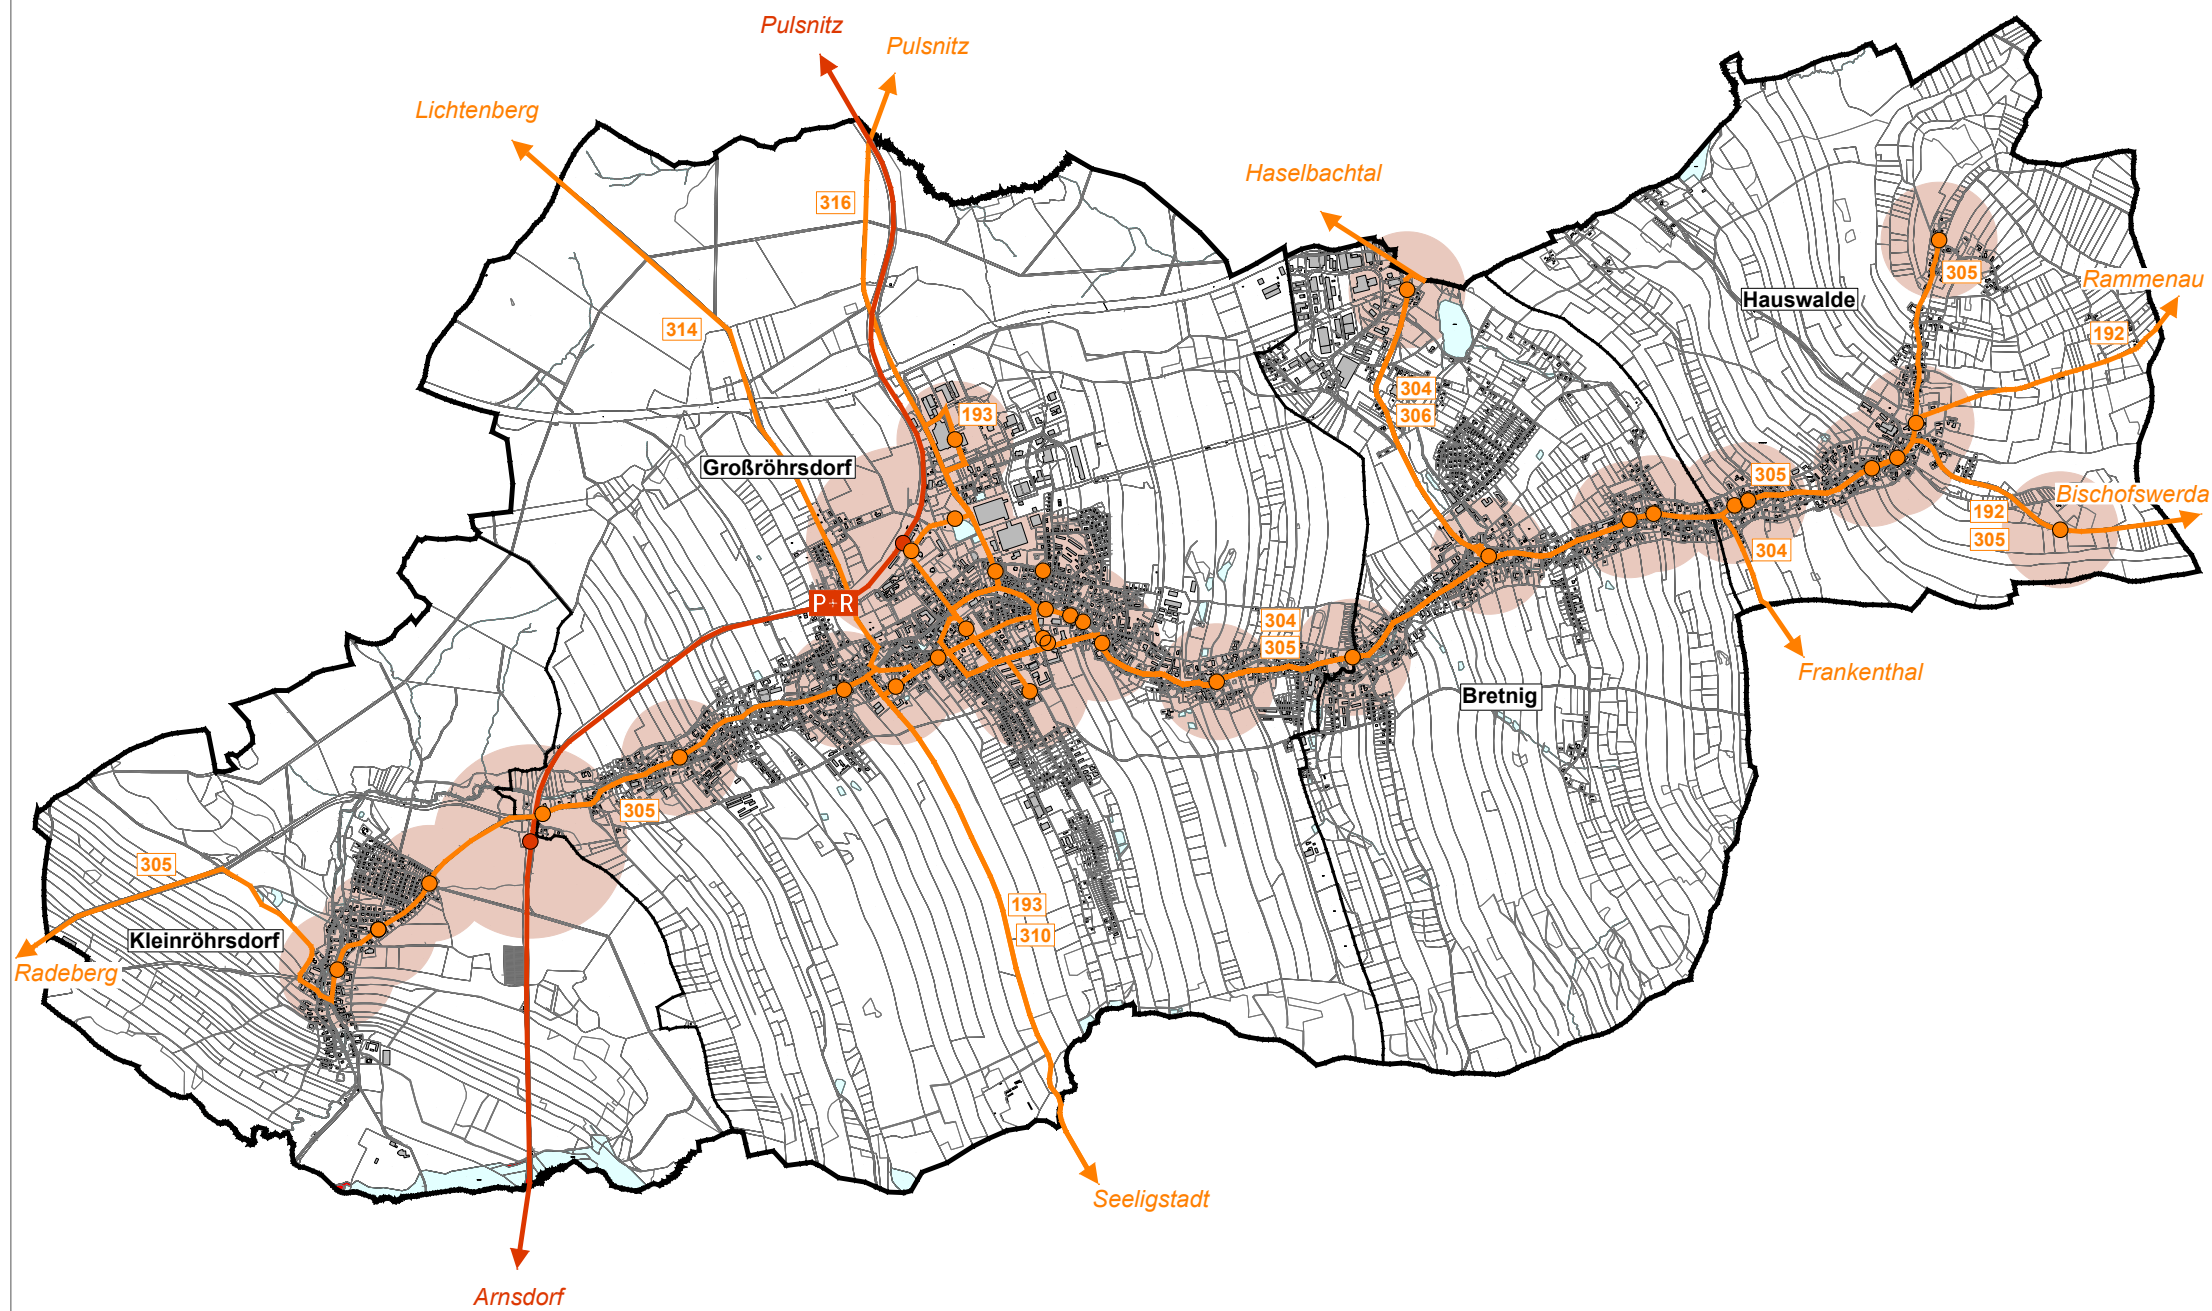 Pulsnitz
Pulsnitz
Lichtenberg
Haselbachtal
316
305
Rammenau
Hauswalde
314
192
304
306
193
Großröhrsdorf
305
Bischofswerda
192
305
304
P+R
304
305
Frankenthal
Bretnig
305
305
193
310
Kleinröhrsdorf
Radeberg
Seeligstadt
Arnsdorf